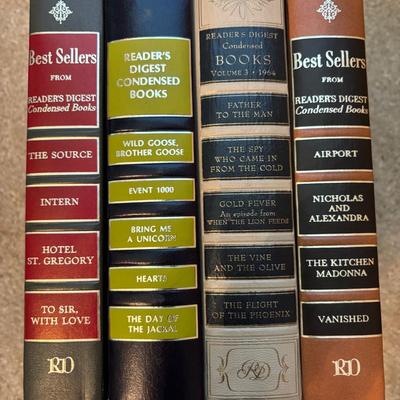 Best Sellers
FROM
READER'S DIGEST
Condensed Books
THE SOURCE
INTERN
HOTEL
ST. GREGORY
TO SIR,
WITH LOVE
RD
READER'S
DIGEST
CONDENSED
BOOKS
WILD GOOSE,
BROTHER GOOSE
EVENT 1000
BRING ME
A UNICORN
HEARTS
THE DAY OF
THE JACKAL
READER'S DIGEST
Condensed
BOOKS
VOLUME 3 • 1964
FATHER
TO THE MAN
THE SPY
WHO CAME IN
FROM THE COLD
GOLD FEVER
An episode from
WHEN THE LION FEEDS
THE VINE
AND THE OLIVE
THE FLIGHT
OF THE PHOENIX
RD
Best Sellers
FROM
READER'S DIGEST
Condensed Books
AIRPORT
NICHOLAS
AND
ALEXANDRA
THE KITCHEN
MADONNA
VANISHED
RD